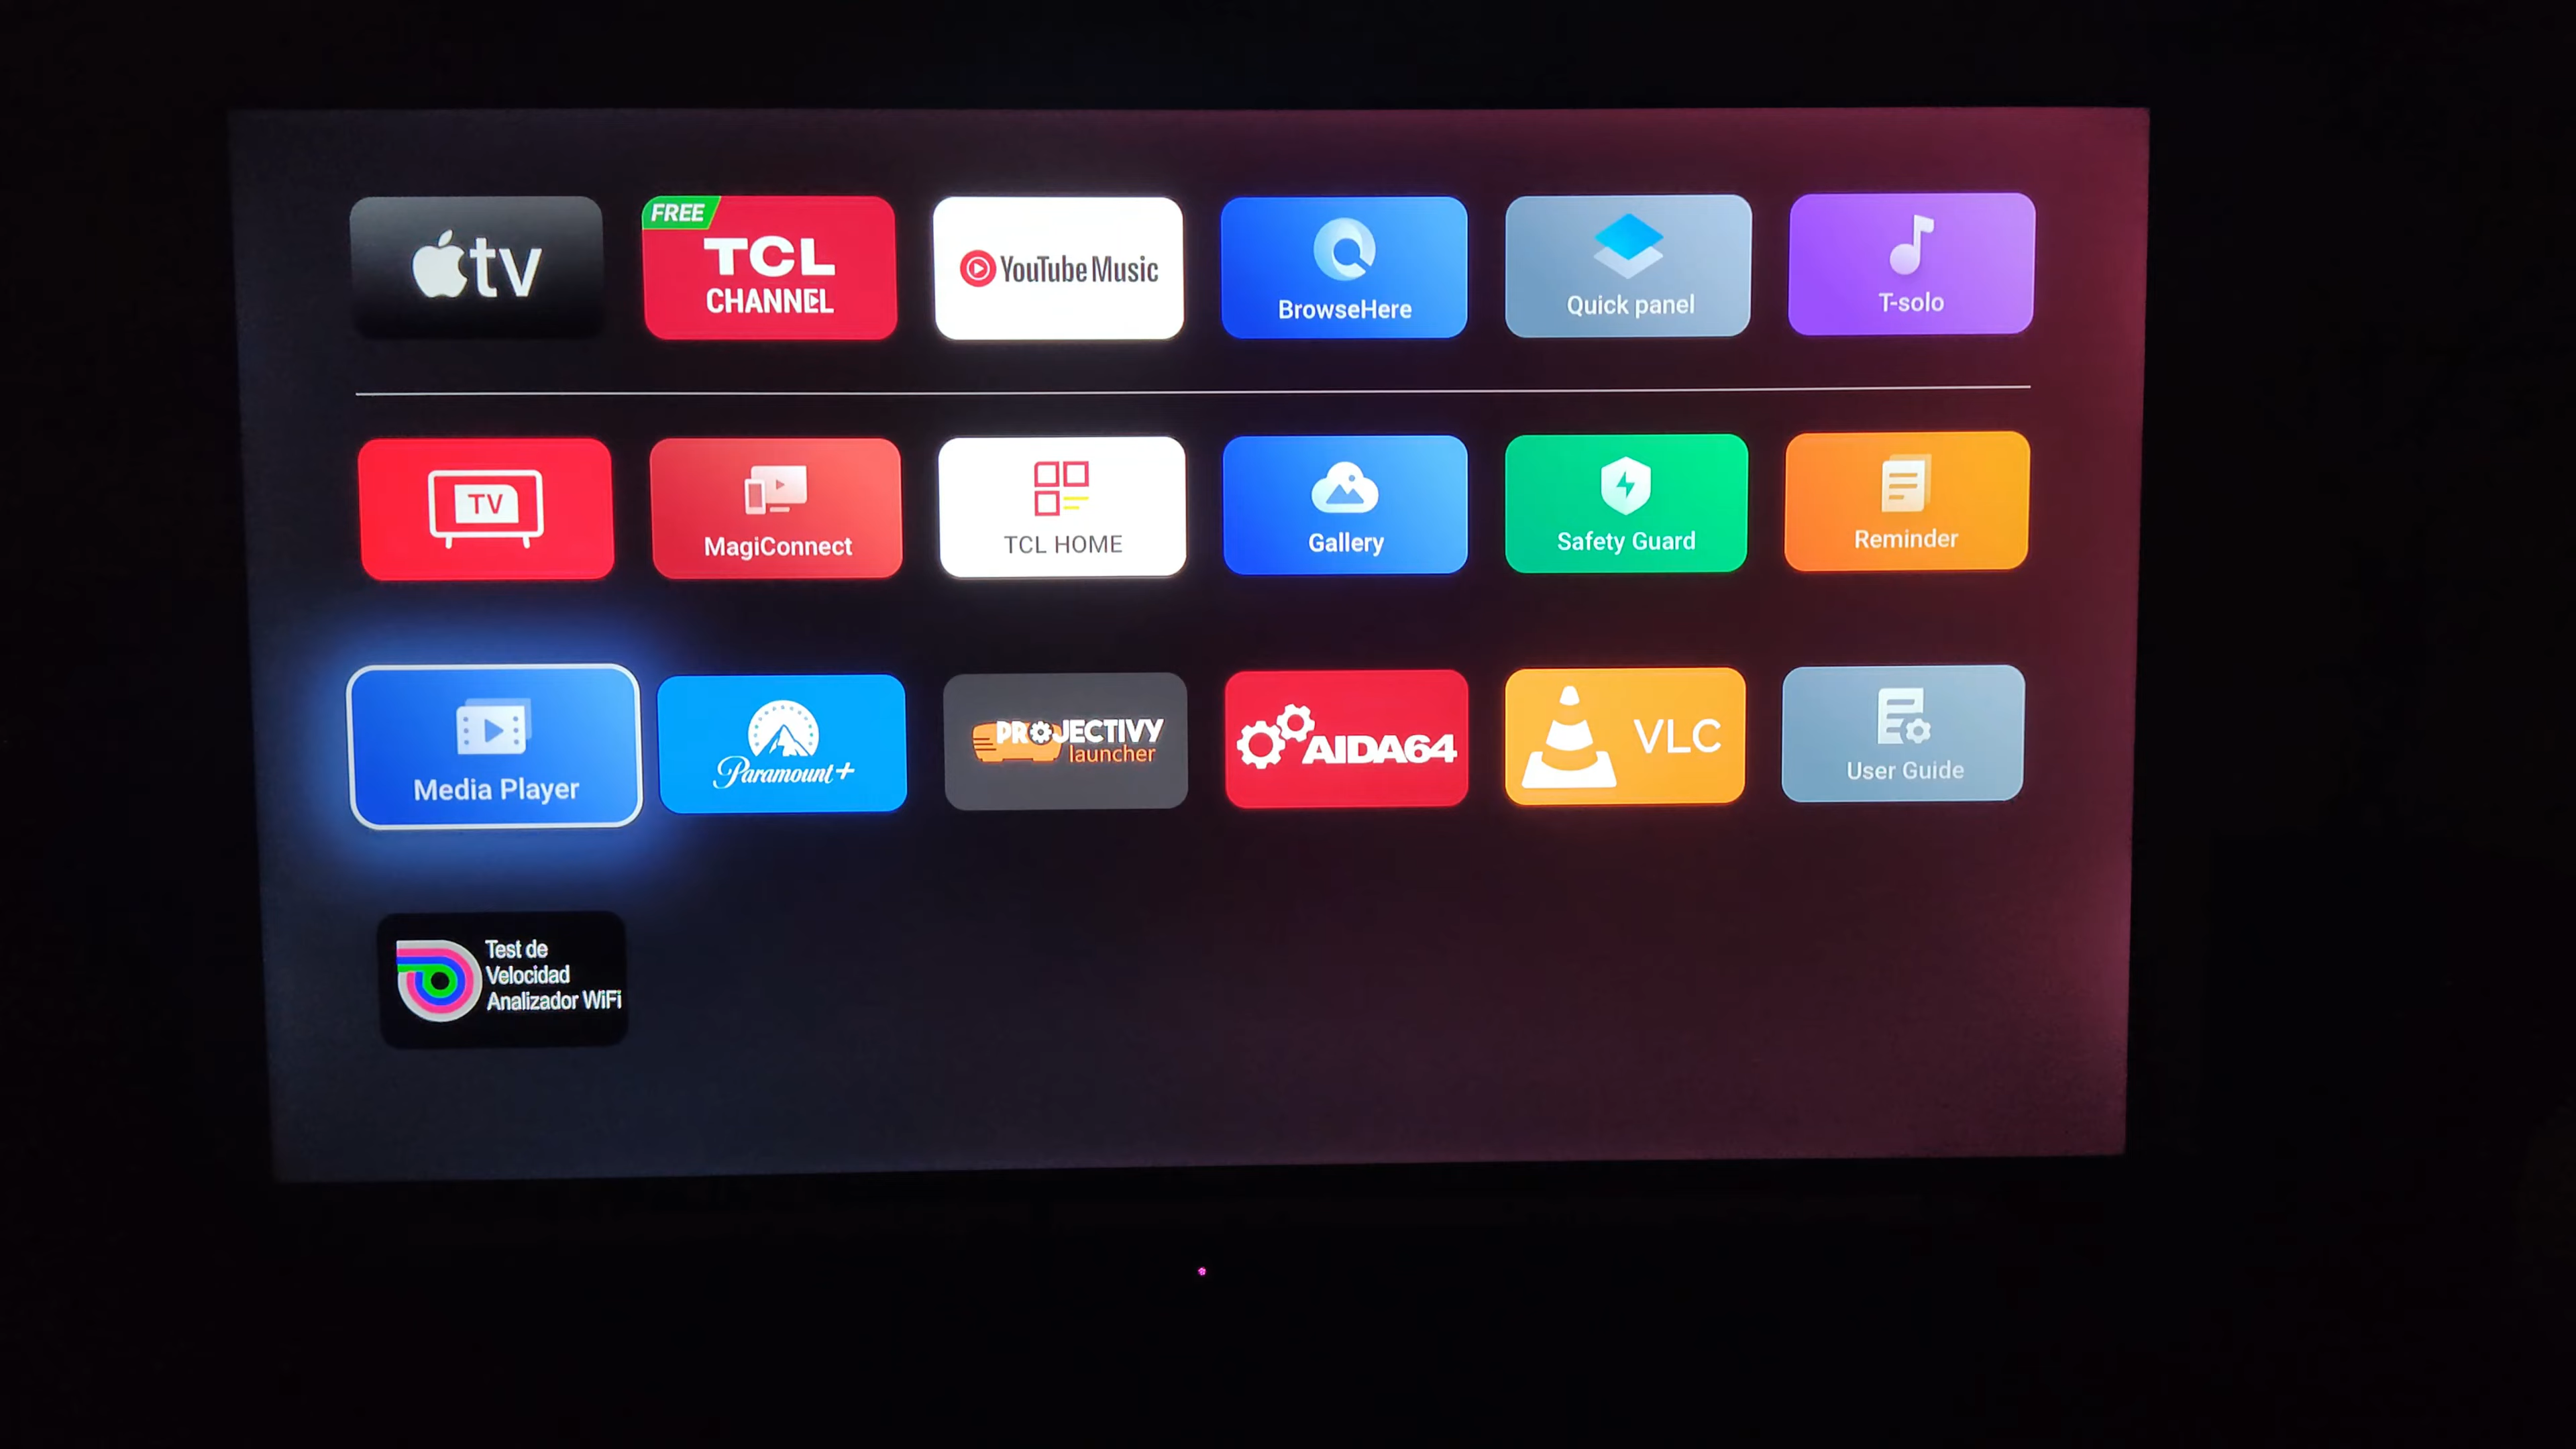 tv
FREE
TCL
CHANNEL
YouTube Music
BrowseHere
Quick panel
T-solo
TV
MagiConnect
TCL HOME
Gallery
Safety Guard
Reminder
Media Player
Paramount+
PROJECTIVY
launcher
AIDA64
VLC
User Guide
Test de
Velocidad
Analizador WiFi